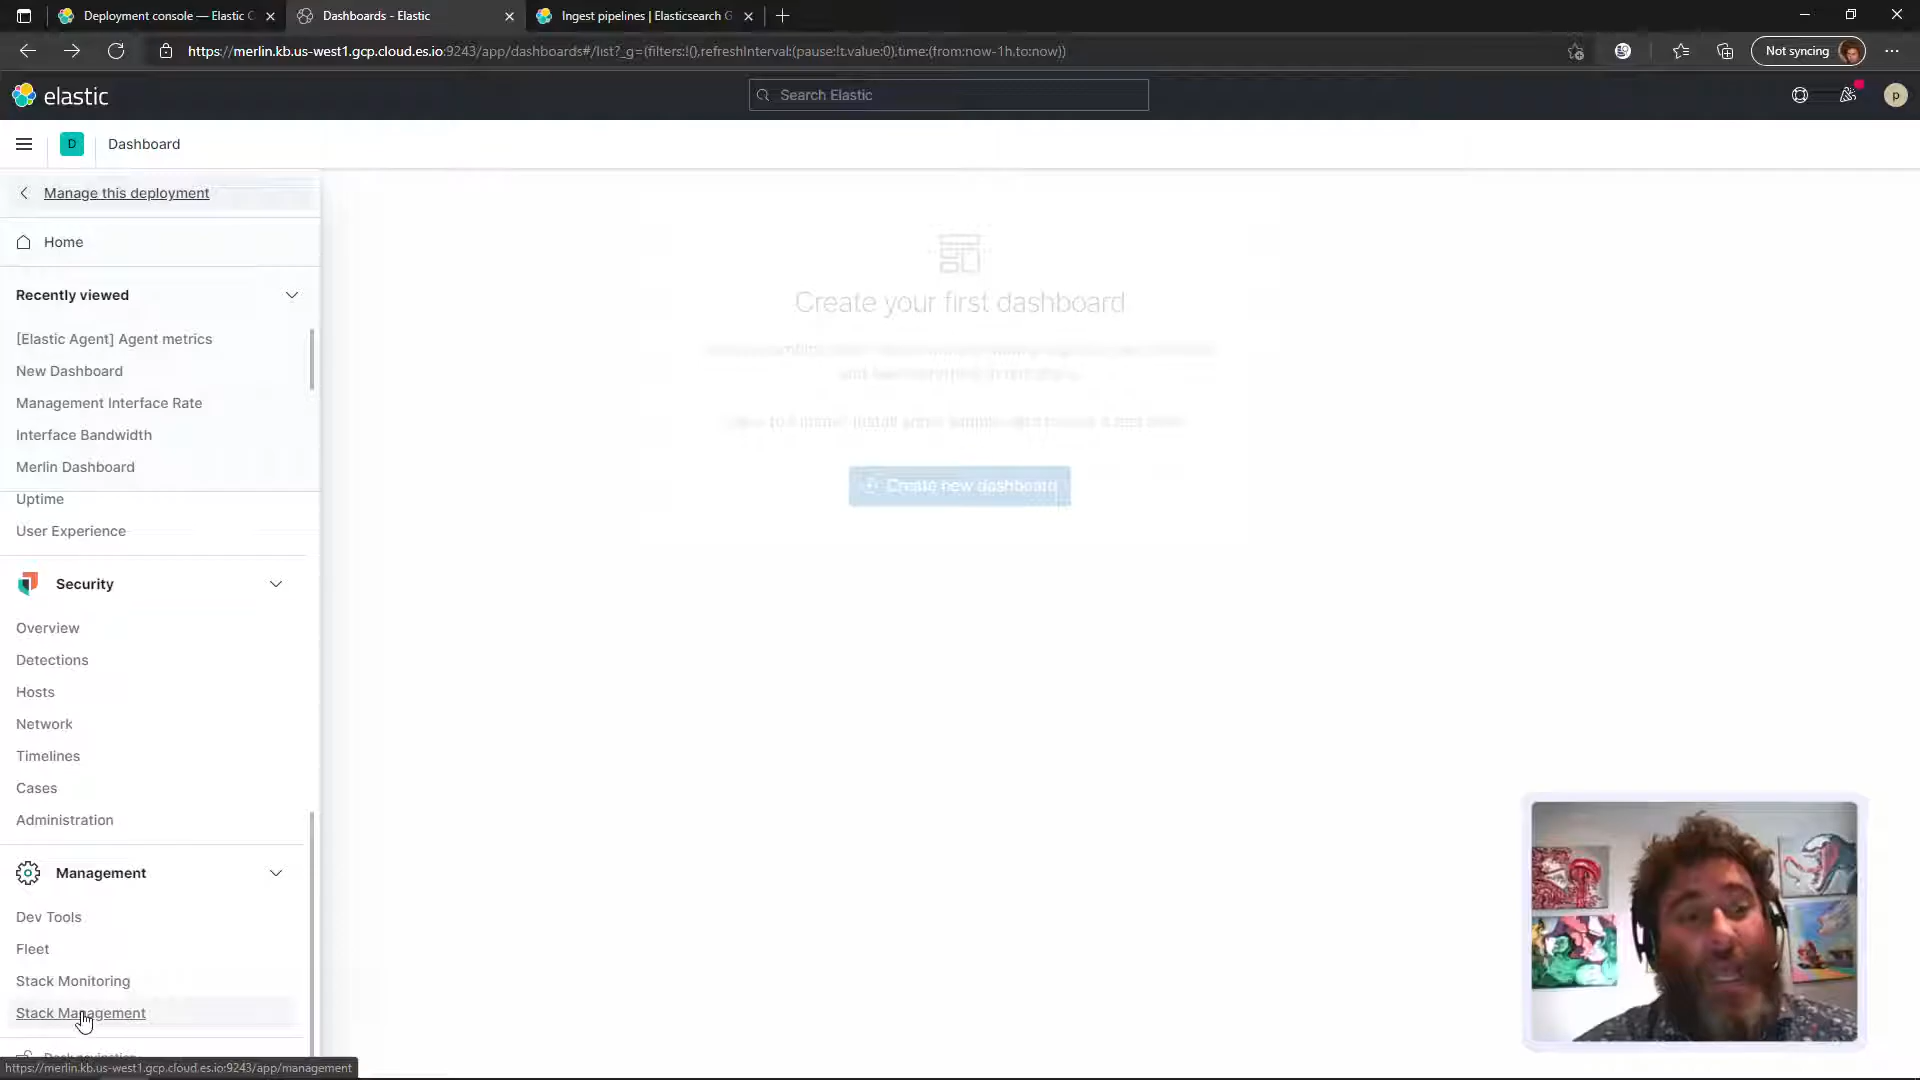 Deployment console — Elastic C
Dashboards - Elastic
Ingest pipelines | Elasticsearch G
https://merlin.kb.us-west1.gcp.cloud.es.io:9243/app/dashboards#/list?_g=(filters:!(),refreshInterval:(pause:!t,value:0),time:(from:now-1h,to:now))
Not syncing
elastic
Search Elastic
p
D
Dashboard
Manage this deployment
Home
Recently viewed
[Elastic Agent] Agent metrics
New Dashboard
Management Interface Rate
Interface Bandwidth
Merlin Dashboard
Uptime
User Experience
Security
Overview
Detections
Hosts
Network
Timelines
Cases
Administration
Management
Dev Tools
Fleet
Stack Monitoring
Stack Management
https://merlin.kb.us-west1.gcp.cloud.es.io:9243/app/management
Create your first dashboard
Create new dashboard